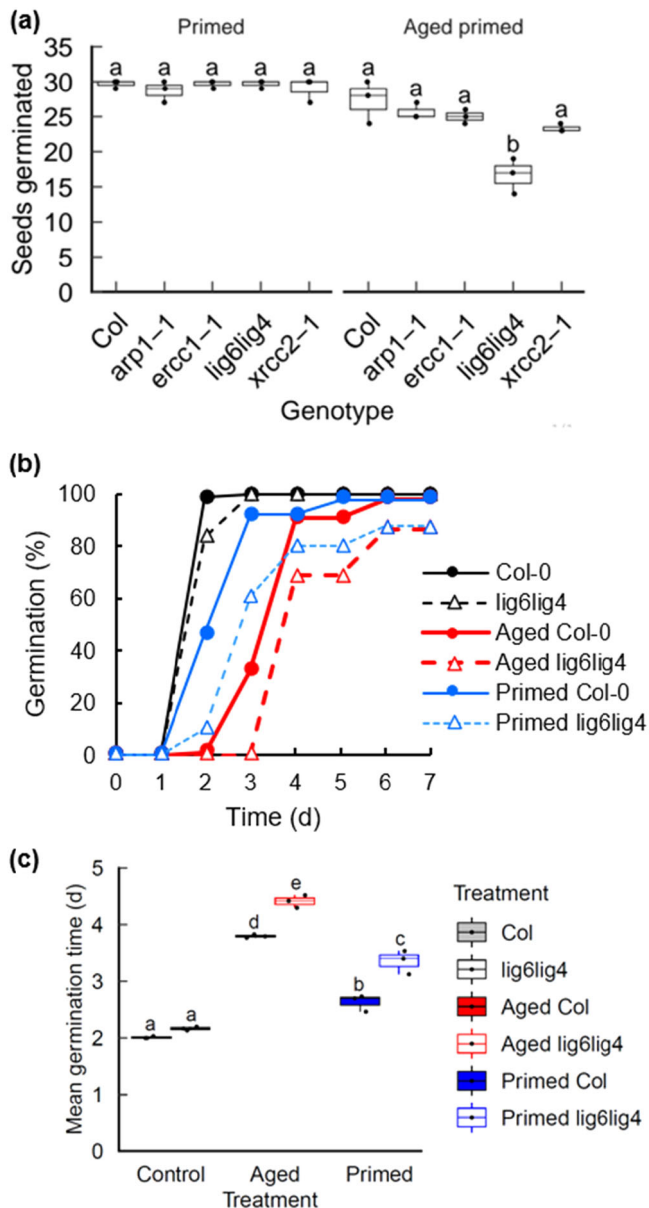 (a)
Primed Aged primed
Seeds germinated
35
30
25
20
15
10
5
0
a a a a a a a a b a
Col arp1–1 ercc1–1 lig6lig4 xrcc2–1 Col arp1–1 ercc1–1 lig6lig4 xrcc2–1
Genotype
(b)
Germination (%)
100
80
60
40
20
0
0 1 2 3 4 5 6 7
Time (d)
Col-0
lig6lig4
Aged Col-0
Aged lig6lig4
Primed Col-0
Primed lig6lig4
(c)
Mean germination time (d)
5
4
3
2
1
0
a a d e b c
Control Aged Primed
Treatment
Treatment
Col
lig6lig4
Aged Col
Aged lig6lig4
Primed Col
Primed lig6lig4